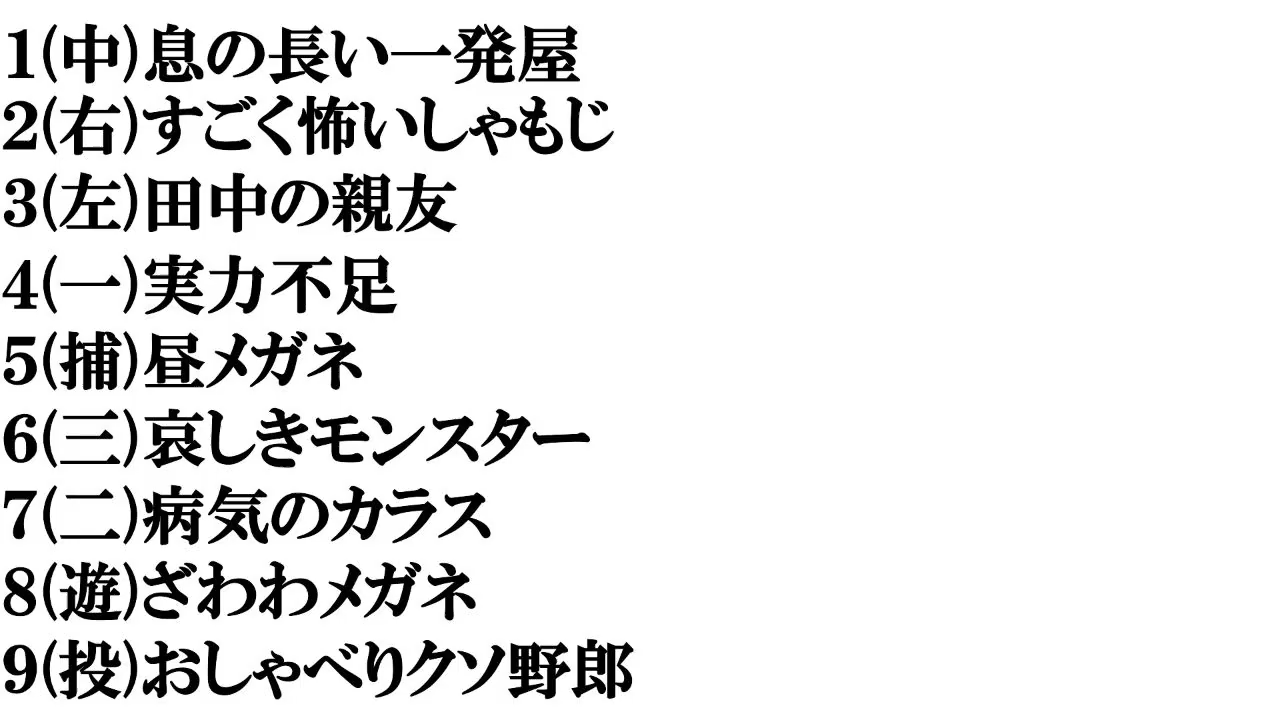 1(中)息の長い一発屋
2(右)すごく怖いしゃもじ
3(左)田中の親友
4(一)実力不足
5(捕)昼メガネ
6(三)哀しきモンスター
7(二)病気のカラス
8(遊)ざわわメガネ
9(投)おしゃべりクソ野郎